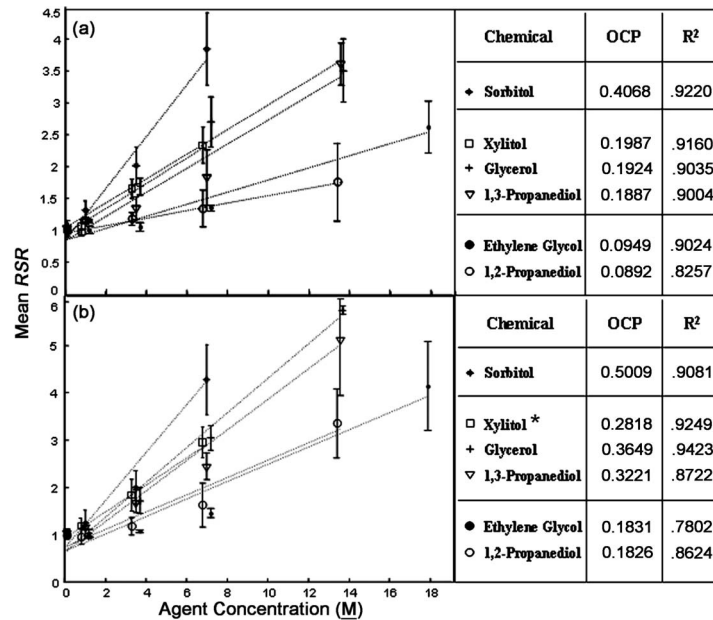 (a)
4.5
4
3.5
3
2.5
2
1.5
1
0.5
0
Chemical OCP R²
Sorbitol 0.4068 .9220
Xylitol 0.1987 .9160
Glycerol 0.1924 .9035
1,3-Propanediol 0.1887 .9004
Ethylene Glycol 0.0949 .9024
1,2-Propanediol 0.0892 .8257
Mean RSR
(b)
6
5
4
3
2
1
0
0 2 4 6 8 10 12 14 16 18
Agent Concentration (M)
Chemical OCP R²
Sorbitol 0.5009 .9081
Xylitol * 0.2818 .9249
Glycerol 0.3649 .9423
1,3-Propanediol 0.3221 .8722
Ethylene Glycol 0.1831 .7802
1,2-Propanediol 0.1826 .8624